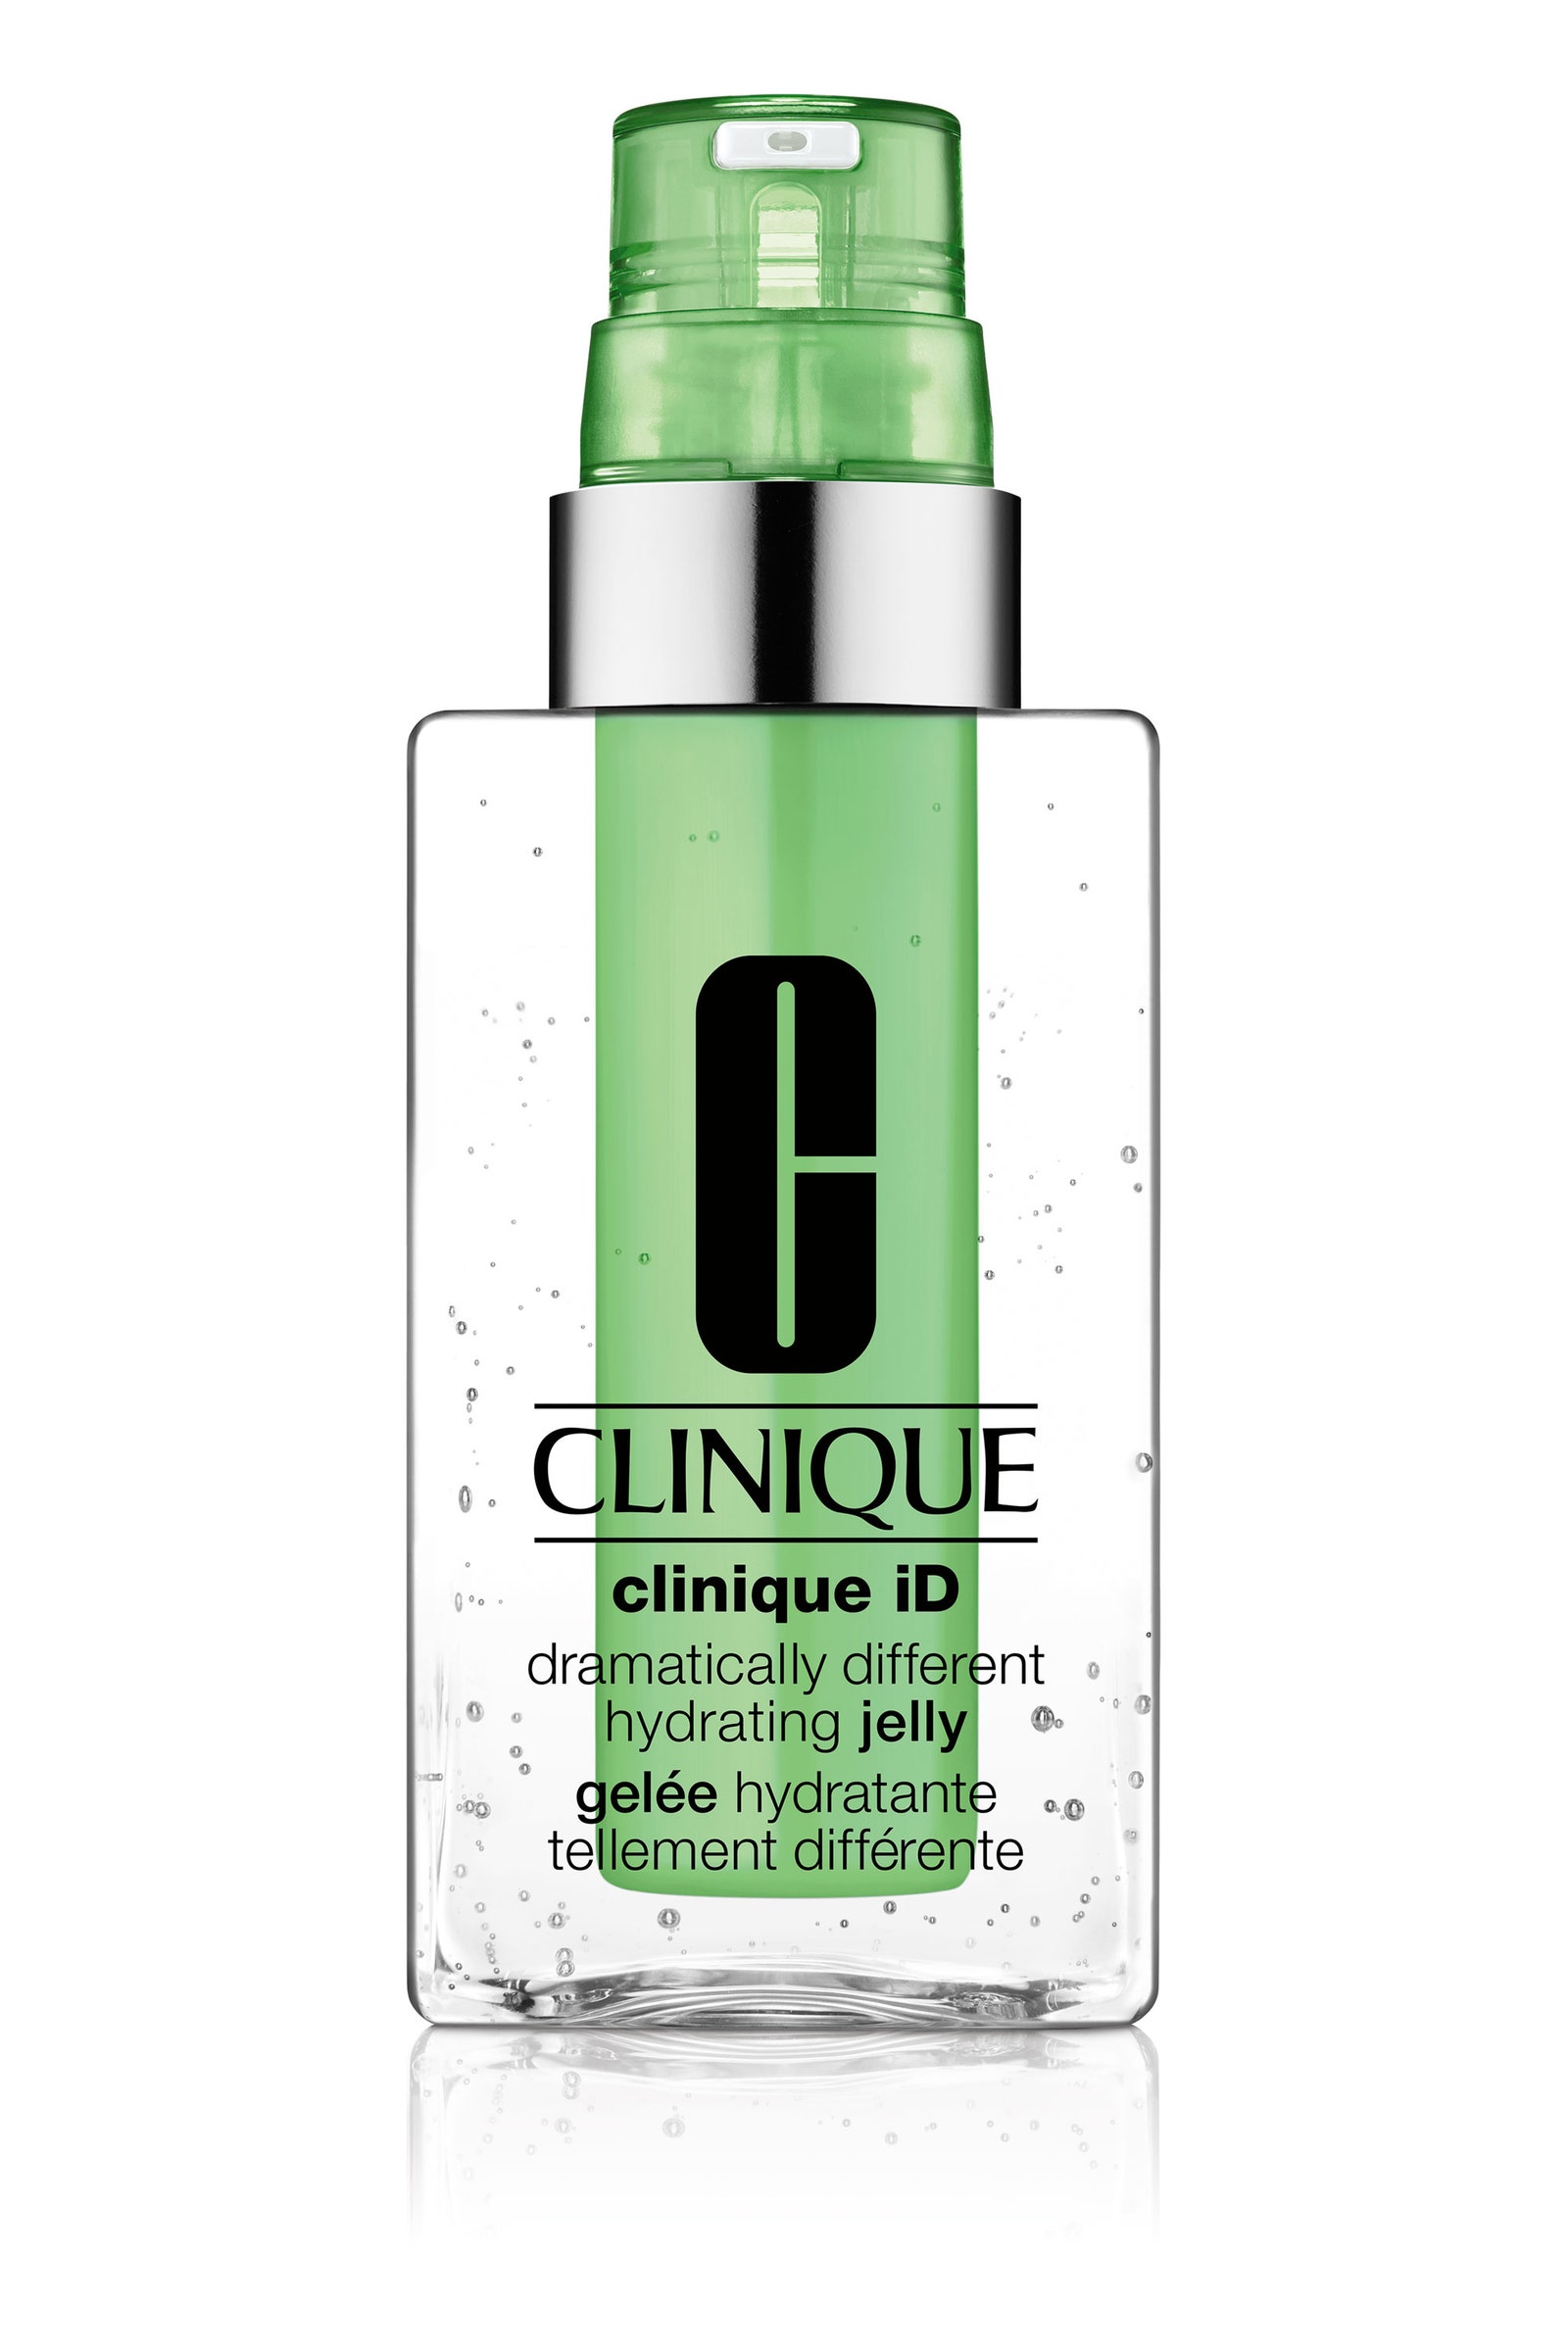 C
CLINIQUE
clinique iD
dramatically different
hydrating jelly
gelée hydratante
tellement différente